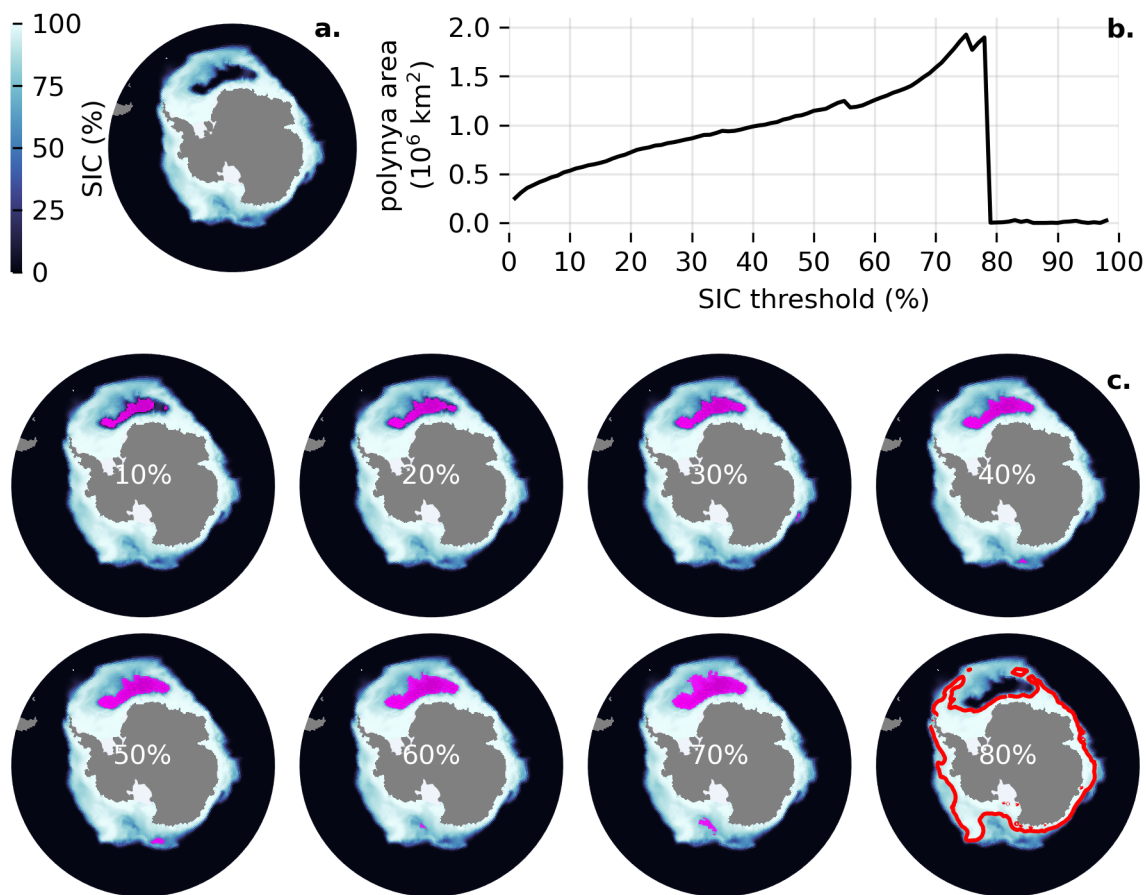 100
75
50
25
0
SIC (%)
a.
b.
polynya area
(10⁶ km²)
2.0
1.5
1.0
0.5
0.0
0 10 20 30 40 50 60 70 80 90 100
SIC threshold (%)
c.
10% 20% 30% 40%
50% 60% 70% 80%